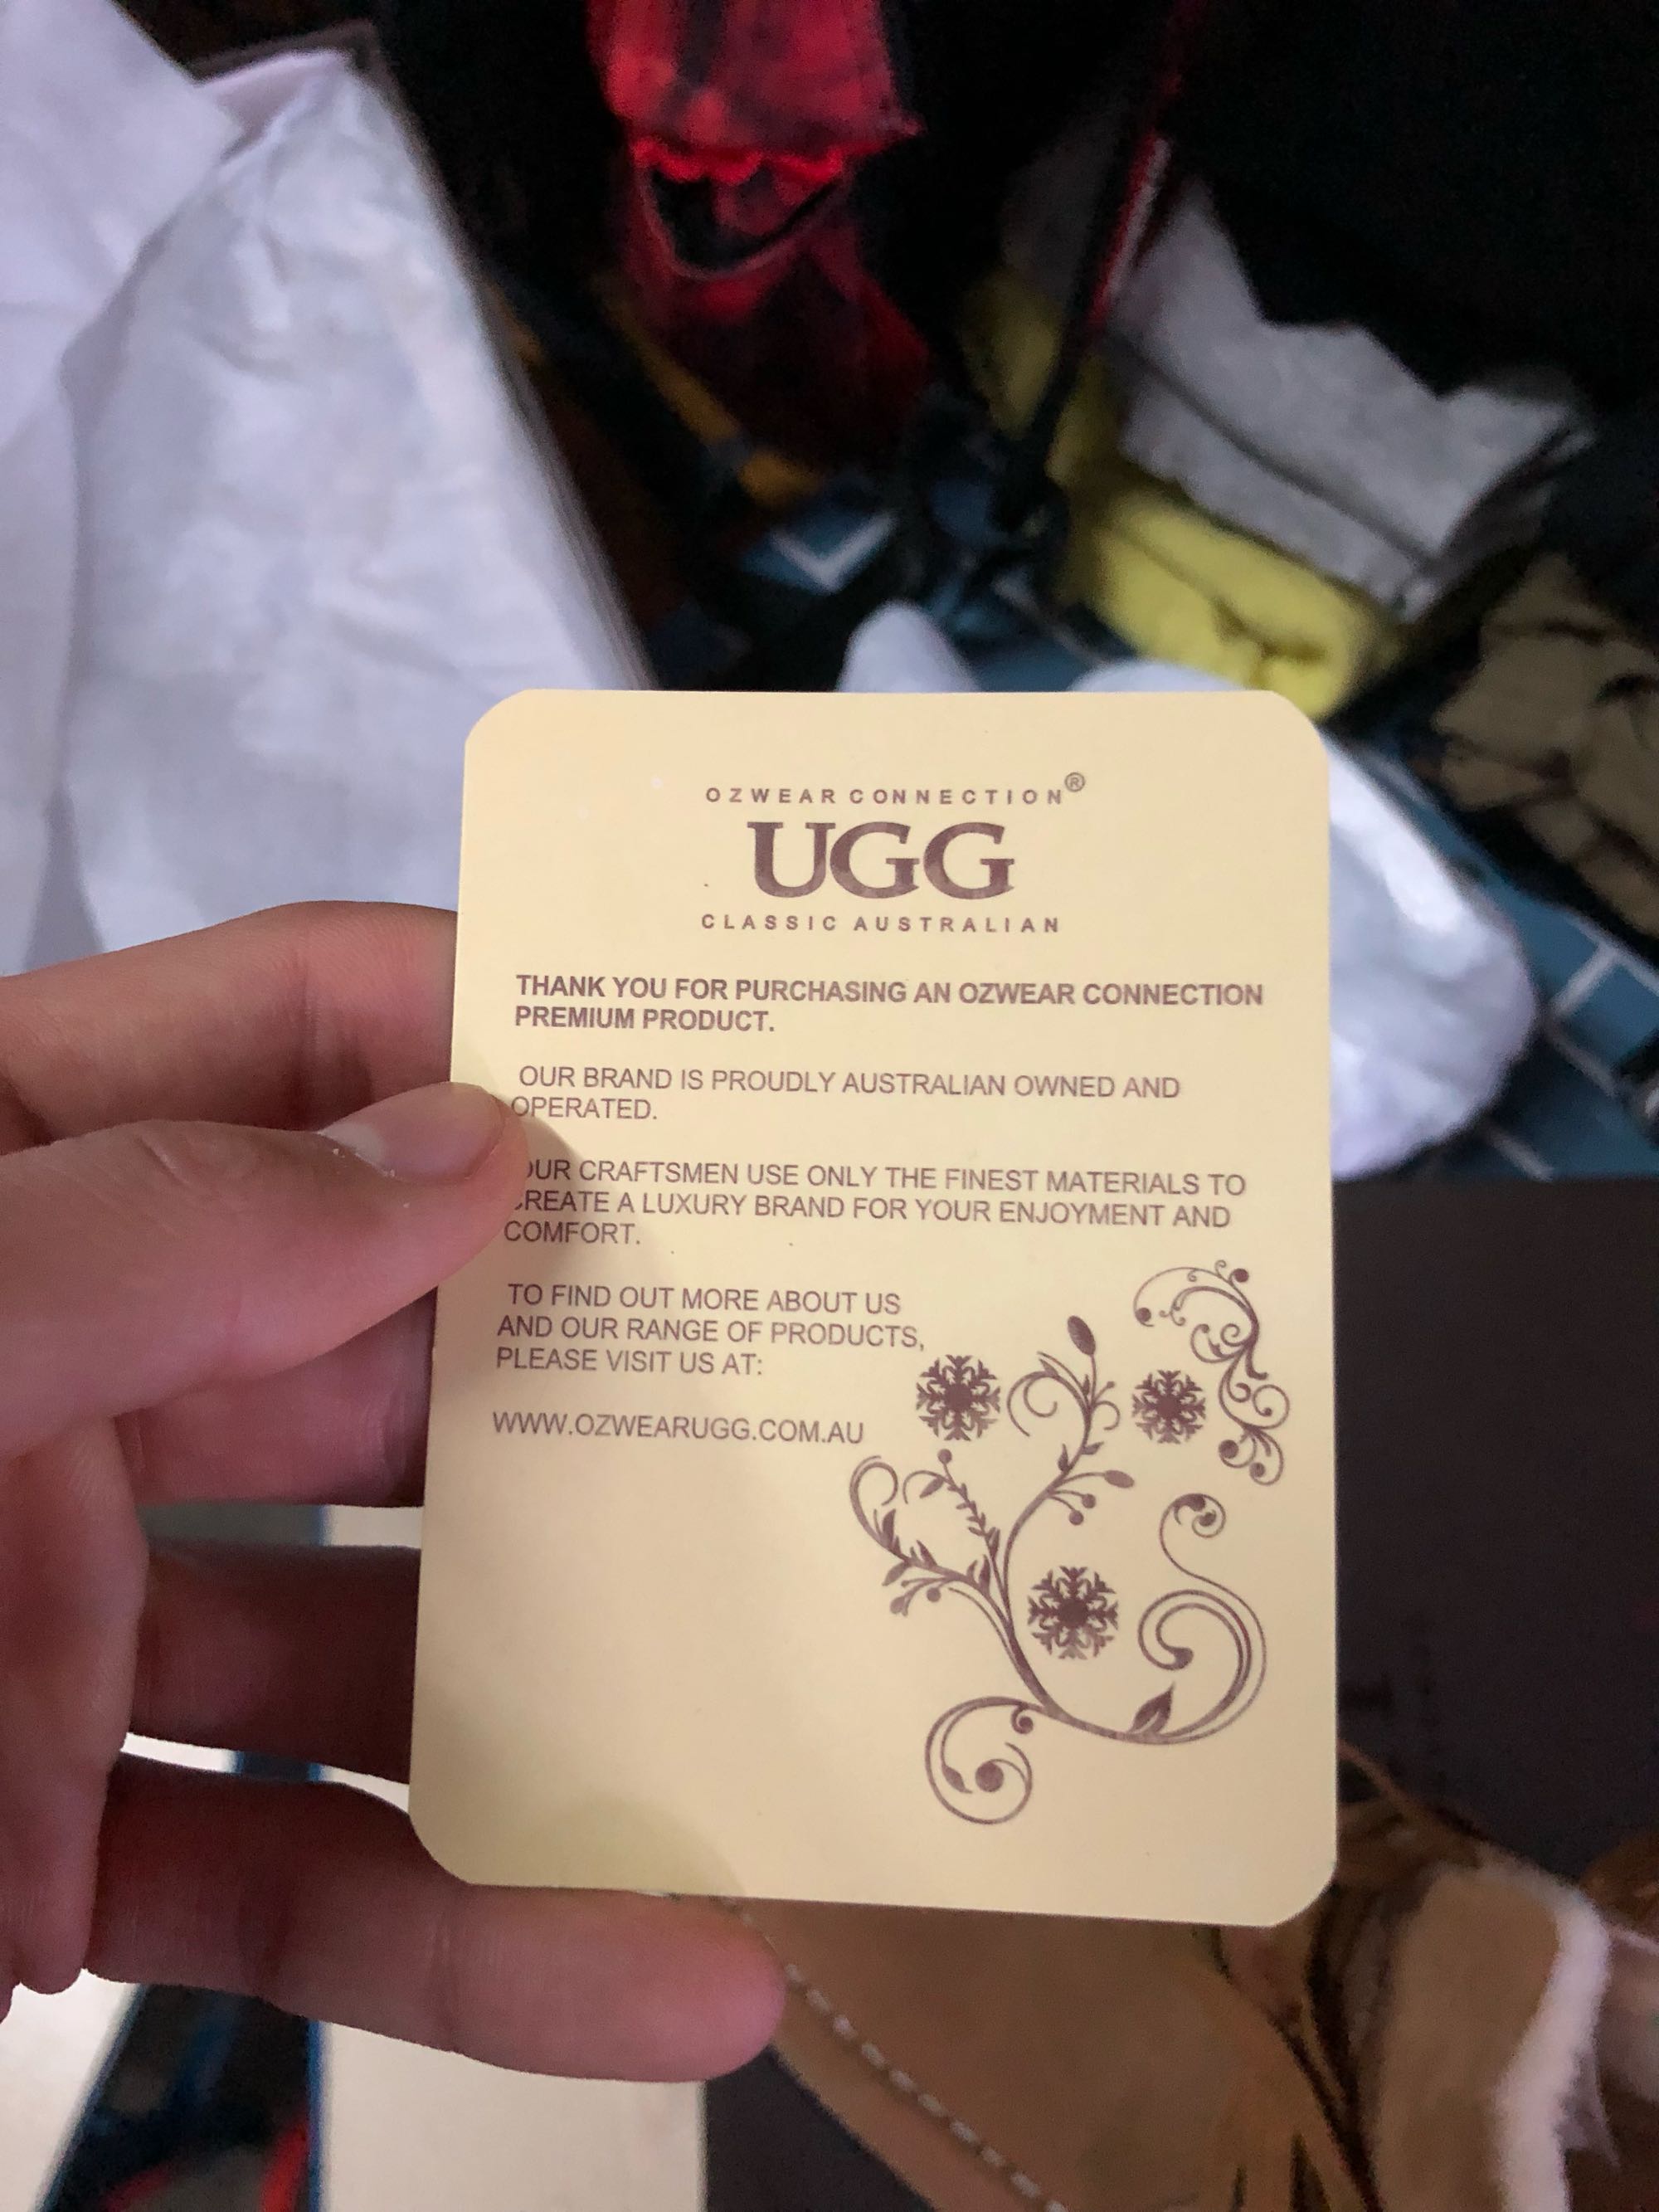 OZWEAR CONNECTION®
UGG
CLASSIC AUSTRALIAN
THANK YOU FOR PURCHASING AN OZWEAR CONNECTION
PREMIUM PRODUCT.
OUR BRAND IS PROUDLY AUSTRALIAN OWNED AND
OPERATED.
OUR CRAFTSMEN USE ONLY THE FINEST MATERIALS TO
CREATE A LUXURY BRAND FOR YOUR ENJOYMENT AND
COMFORT.
TO FIND OUT MORE ABOUT US
AND OUR RANGE OF PRODUCTS,
PLEASE VISIT US AT:
WWW.OZWEARUGG.COM.AU